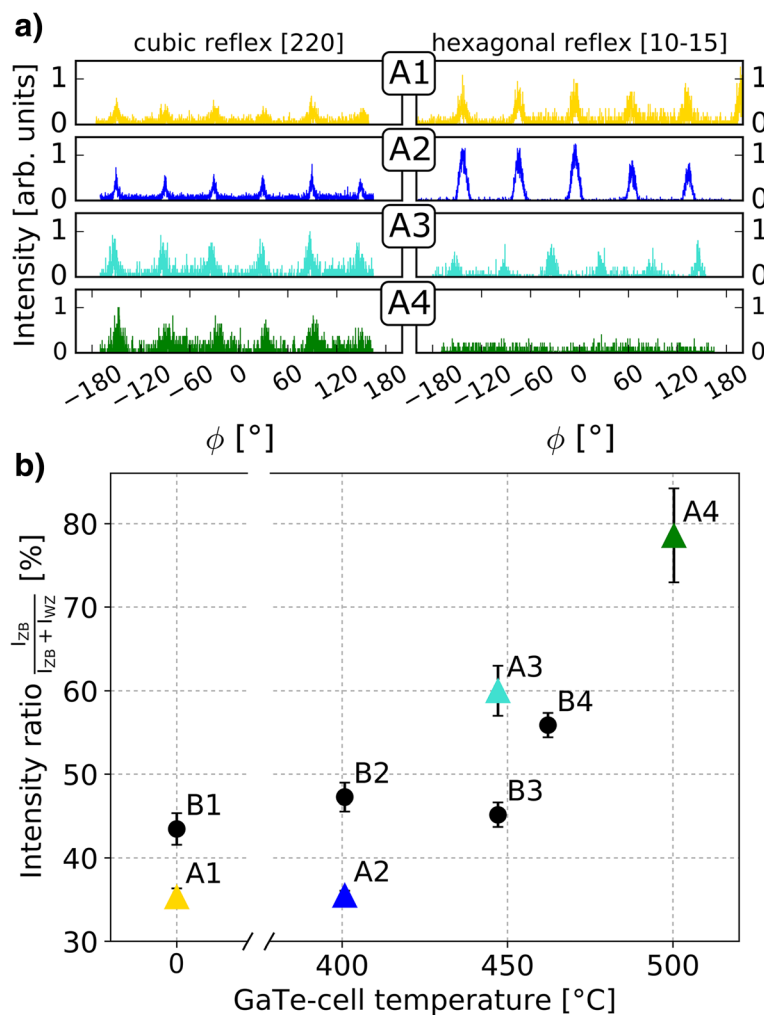 a)
cubic reflex [220]
hexagonal reflex [10-15]
Intensity [arb. units]
1
0
A1
1
0
1
0
A2
1
0
1
0
A3
1
0
1
0
A4
1
0
−180
−120
−60
0
60
120
180
−180
−120
−60
0
60
120
180
ϕ [°]
ϕ [°]
b)
Intensity ratio I_ZB / I_ZB + I_WZ [%]
80
70
60
50
40
30
A4
A3
B4
B2
B3
B1
A1
A2
0
400
450
500
GaTe-cell temperature [°C]